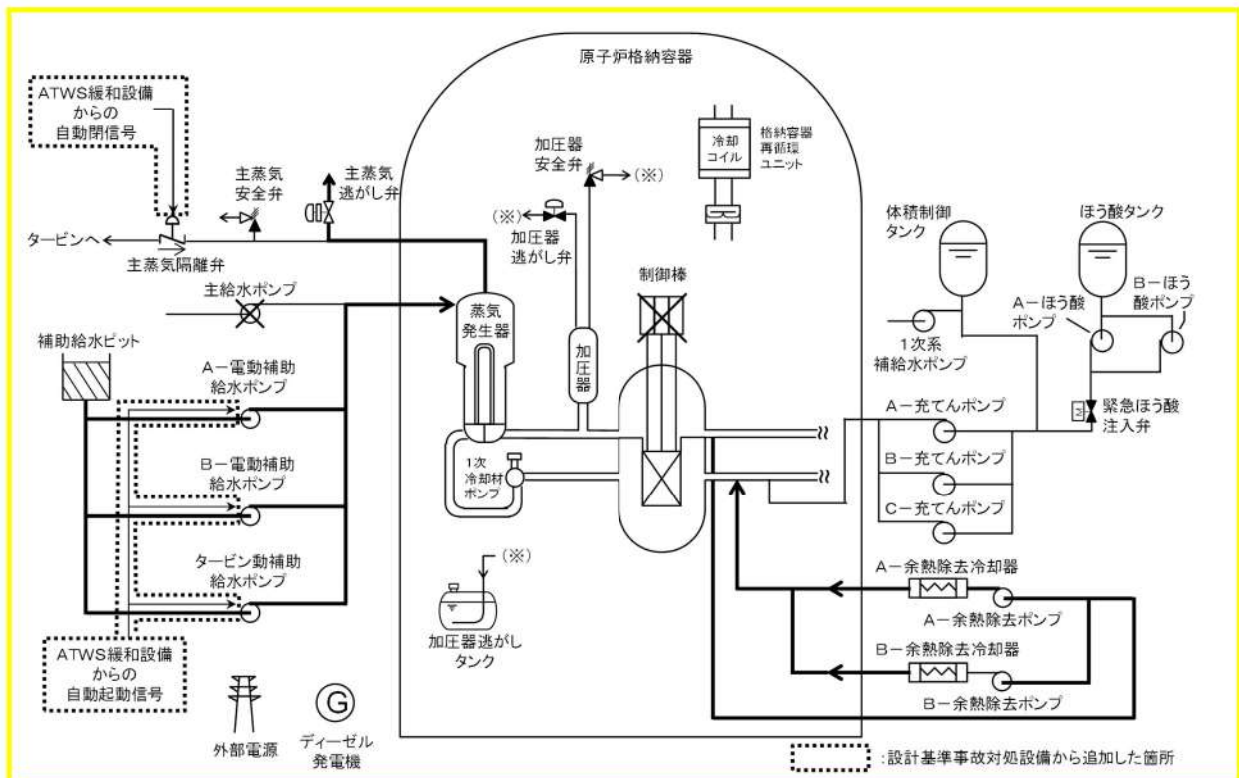 原子炉格納容器
ATWS緩和設備
からの
自動閉信号
主蒸気
安全弁
主蒸気
逃がし弁
タービンへ
主蒸気隔離弁
主給水ポンプ
補助給水ピット
A－電動補助
給水ポンプ
B－電動補助
給水ポンプ
タービン動補助
給水ポンプ
ATWS緩和設備
からの
自動起動信号
外部電源
G
ディーゼル
発電機
加圧器
安全弁
(※)
(※)
加圧器
逃がし弁
冷却
コイル
格納容器
再循環
ユニット
制御棒
蒸気
発生器
加圧器
1次
冷却材
ポンプ
(※)
加圧器逃がし
タンク
体積制御
タンク
ほう酸タンク
A－ほう酸
ポンプ
B－ほう
酸ポンプ
1次系
補給水ポンプ
M
緊急ほう酸
注入弁
A－充てんポンプ
B－充てんポンプ
C－充てんポンプ
A－余熱除去冷却器
A－余熱除去ポンプ
B－余熱除去冷却器
B－余熱除去ポンプ
:設計基準事故対処設備から追加した箇所